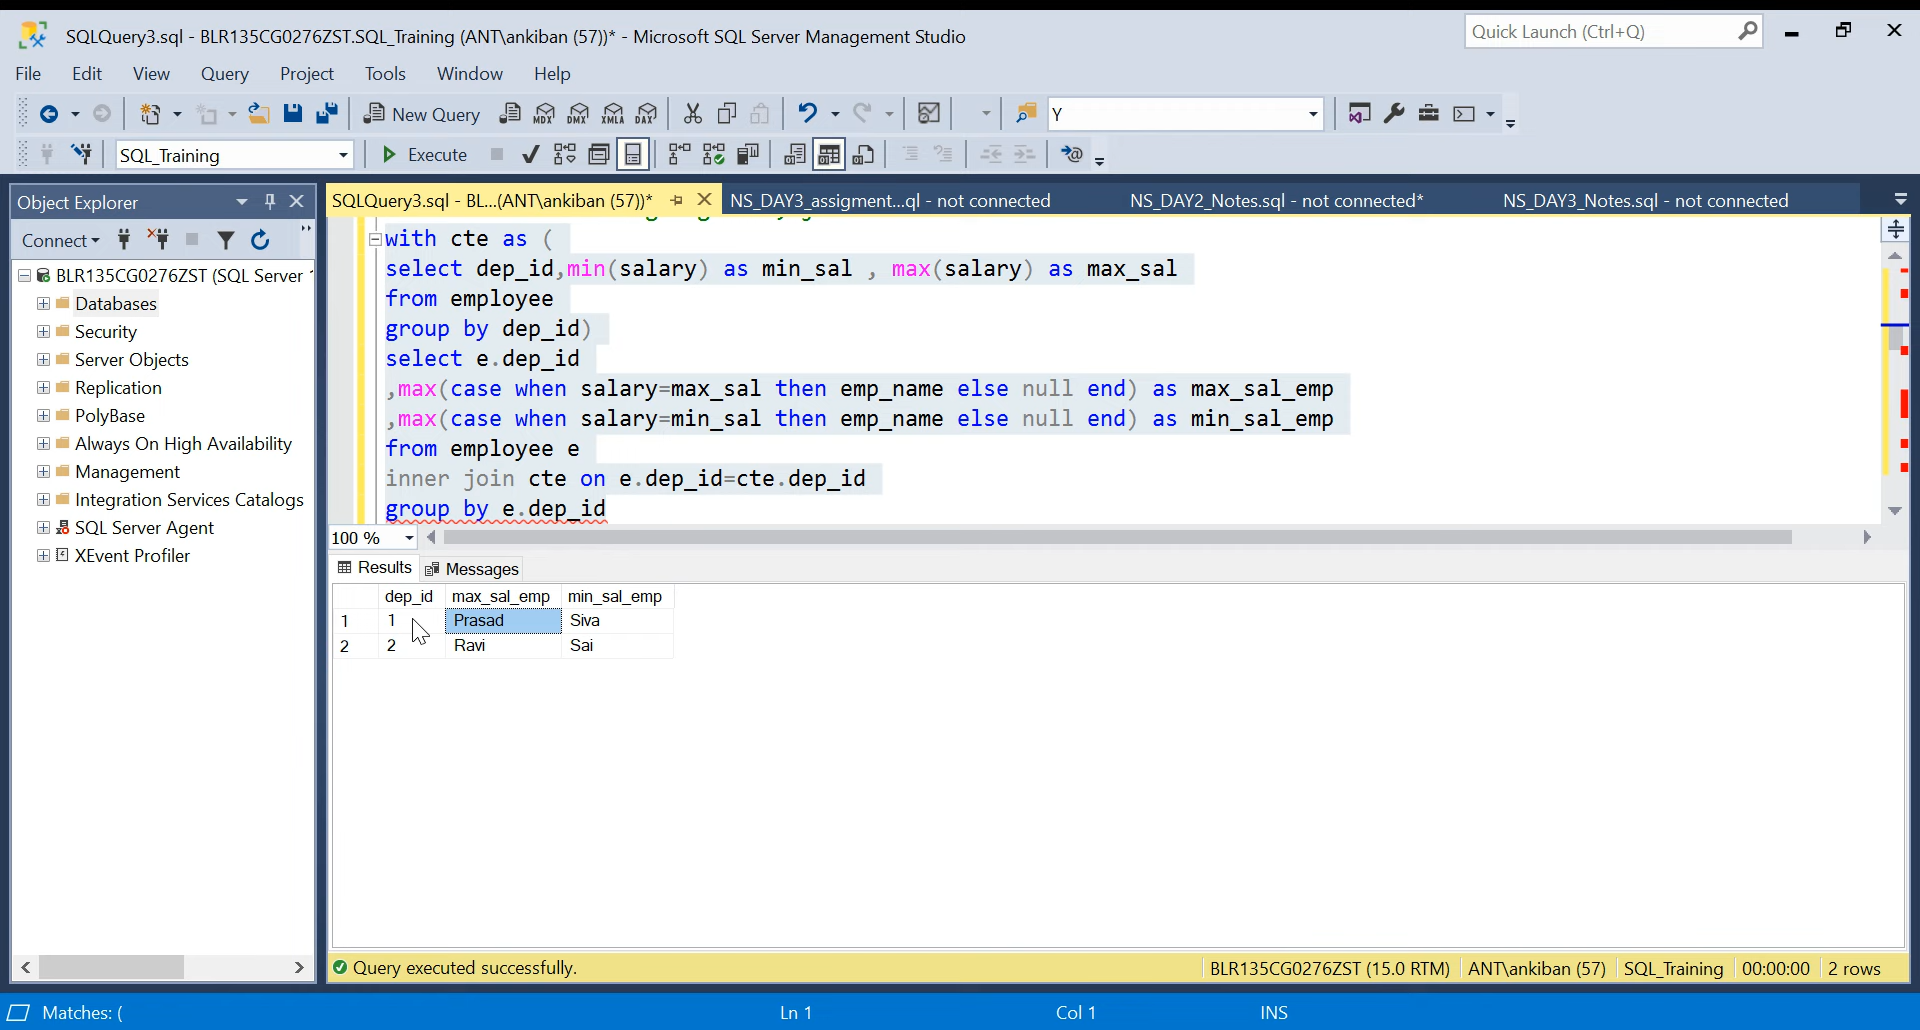 SQLQuery3.sql - BLR135CG0276ZST.SQL_Training (ANT\ankiban (57))* - Microsoft SQL Server Management Studio
Quick Launch (Ctrl+Q)
File Edit View Query Project Tools Window Help
New Query MDX DMX XMLA DAX Y
SQL_Training Execute
Object Explorer
SQLQuery3.sql - BL...(ANT\ankiban (57))* NS_DAY3_assigment...ql - not connected NS_DAY2_Notes.sql - not connected* NS_DAY3_Notes.sql - not connected
Connect
BLR135CG0276ZST (SQL Server
Databases
Security
Server Objects
Replication
PolyBase
Always On High Availability
Management
Integration Services Catalogs
SQL Server Agent
XEvent Profiler
with cte as (
select dep_id,min(salary) as min_sal , max(salary) as max_sal
from employee
group by dep_id)
select e.dep_id
,max(case when salary=max_sal then emp_name else null end) as max_sal_emp
,max(case when salary=min_sal then emp_name else null end) as min_sal_emp
from employee e
inner join cte on e.dep_id=cte.dep_id
group by e.dep_id
100 %
Results Messages
dep_id max_sal_emp min_sal_emp
1 1 Prasad Siva
2 2 Ravi Sai
Query executed successfully. BLR135CG0276ZST (15.0 RTM) ANT\ankiban (57) SQL_Training 00:00:00 2 rows
Matches: ( Ln 1 Col 1 INS